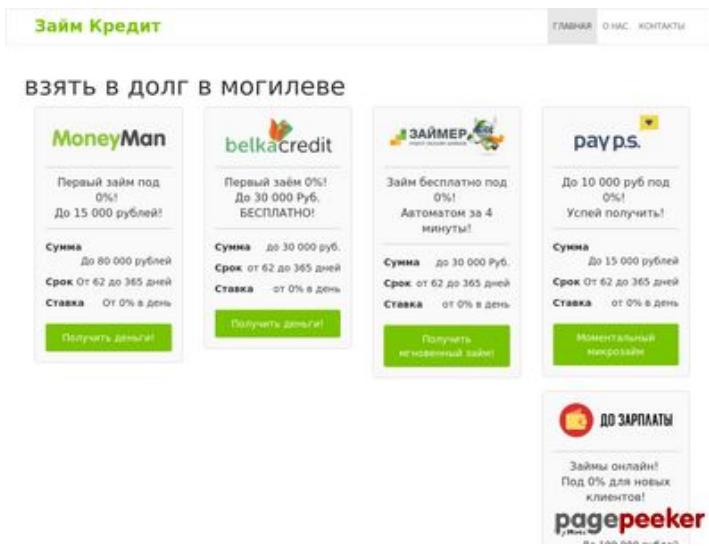 Займ Кредит
ГЛАВНАЯ О НАС КОНТАКТЫ
взять в долг в могилеве
MoneyMan
Первый займ под
0%!
До 15 000 рублей!
Сумма
До 80 000 рублей
Срок От 62 до 365 дней
Ставка От 0% в день
Получить деньги!
belkacredit
Первый заём 0%!
До 30 000 Руб.
БЕСПЛАТНО!
Сумма до 30 000 руб.
Срок от 62 до 365 дней
Ставка от 0% в день
Получить деньги!
ЗАЙМЕР
Займ бесплатно под
0%!
Автоматом за 4
минуты!
Сумма до 30 000 Руб.
Срок от 62 до 365 дней
Ставка от 0% в день
Получить
мгновенный займ!
pay p.s.
До 10 000 руб под
0%!
Успей получить!
Сумма
До 15 000 рублей
Срок От 62 до 365 дней
Ставка от 0% в день
Моментальный
микрозайм
ДО ЗАРПЛАТЫ
Займы онлайн!
Под 0% для новых
клиентов!
pagepeeker
До 100 000 рублей